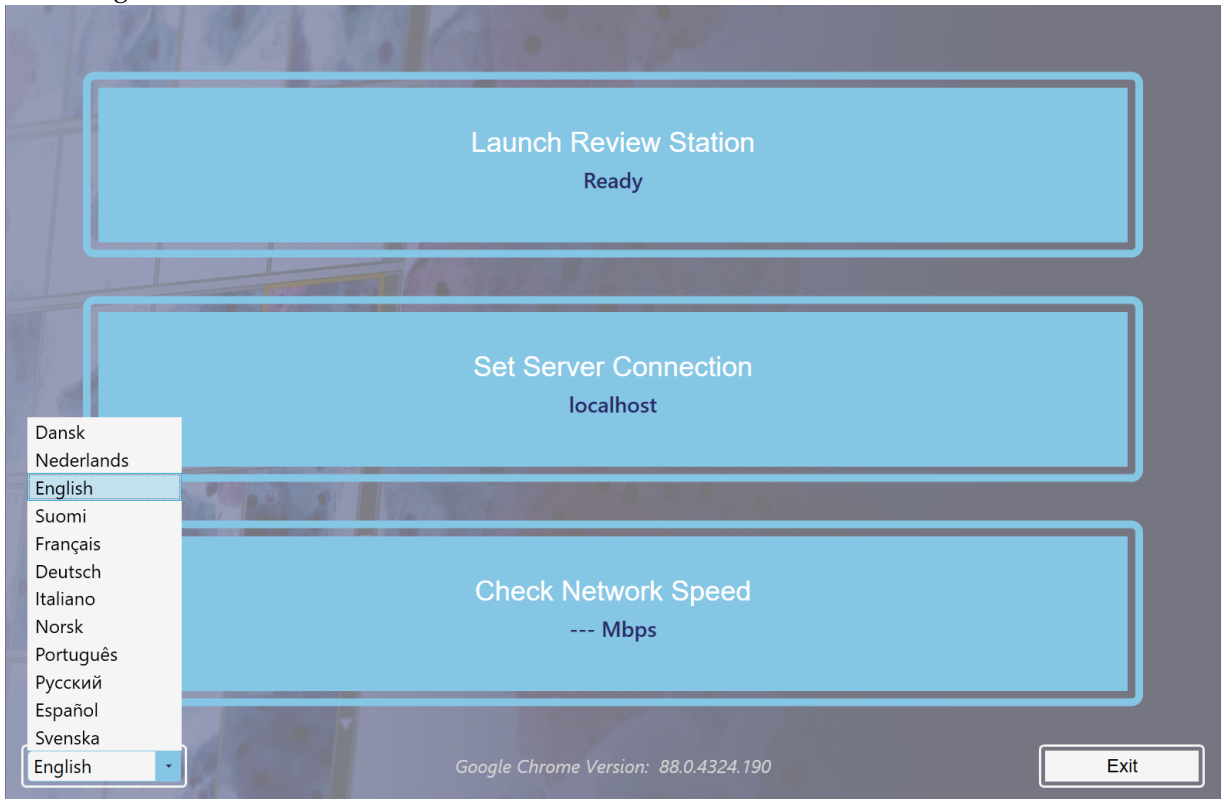 Launch Review Station
Ready
Set Server Connection
localhost
Check Network Speed
--- Mbps
Dansk
Nederlands
English
Suomi
Français
Deutsch
Italiano
Norsk
Português
Русский
Español
Svenska
English
Google Chrome Version: 88.0.4324.190
Exit